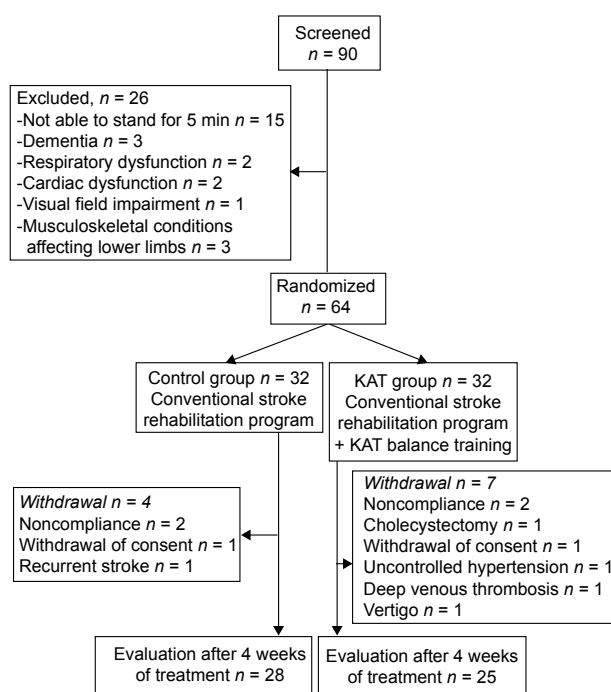 Screened
n = 90
Excluded, n = 26
-Not able to stand for 5 min n = 15
-Dementia n = 3
-Respiratory dysfunction n = 2
-Cardiac dysfunction n = 2
-Visual field impairment n = 1
-Musculoskeletal conditions
affecting lower limbs n = 3
Randomized
n = 64
Control group n = 32
Conventional stroke
rehabilitation program
KAT group n = 32
Conventional stroke
rehabilitation program
+ KAT balance training
Withdrawal n = 4
Noncompliance n = 2
Withdrawal of consent n = 1
Recurrent stroke n = 1
Withdrawal n = 7
Noncompliance n = 2
Cholecystectomy n = 1
Withdrawal of consent n = 1
Uncontrolled hypertension n = 1
Deep venous thrombosis n = 1
Vertigo n = 1
Evaluation after 4 weeks
of treatment n = 28
Evaluation after 4 weeks
of treatment n = 25